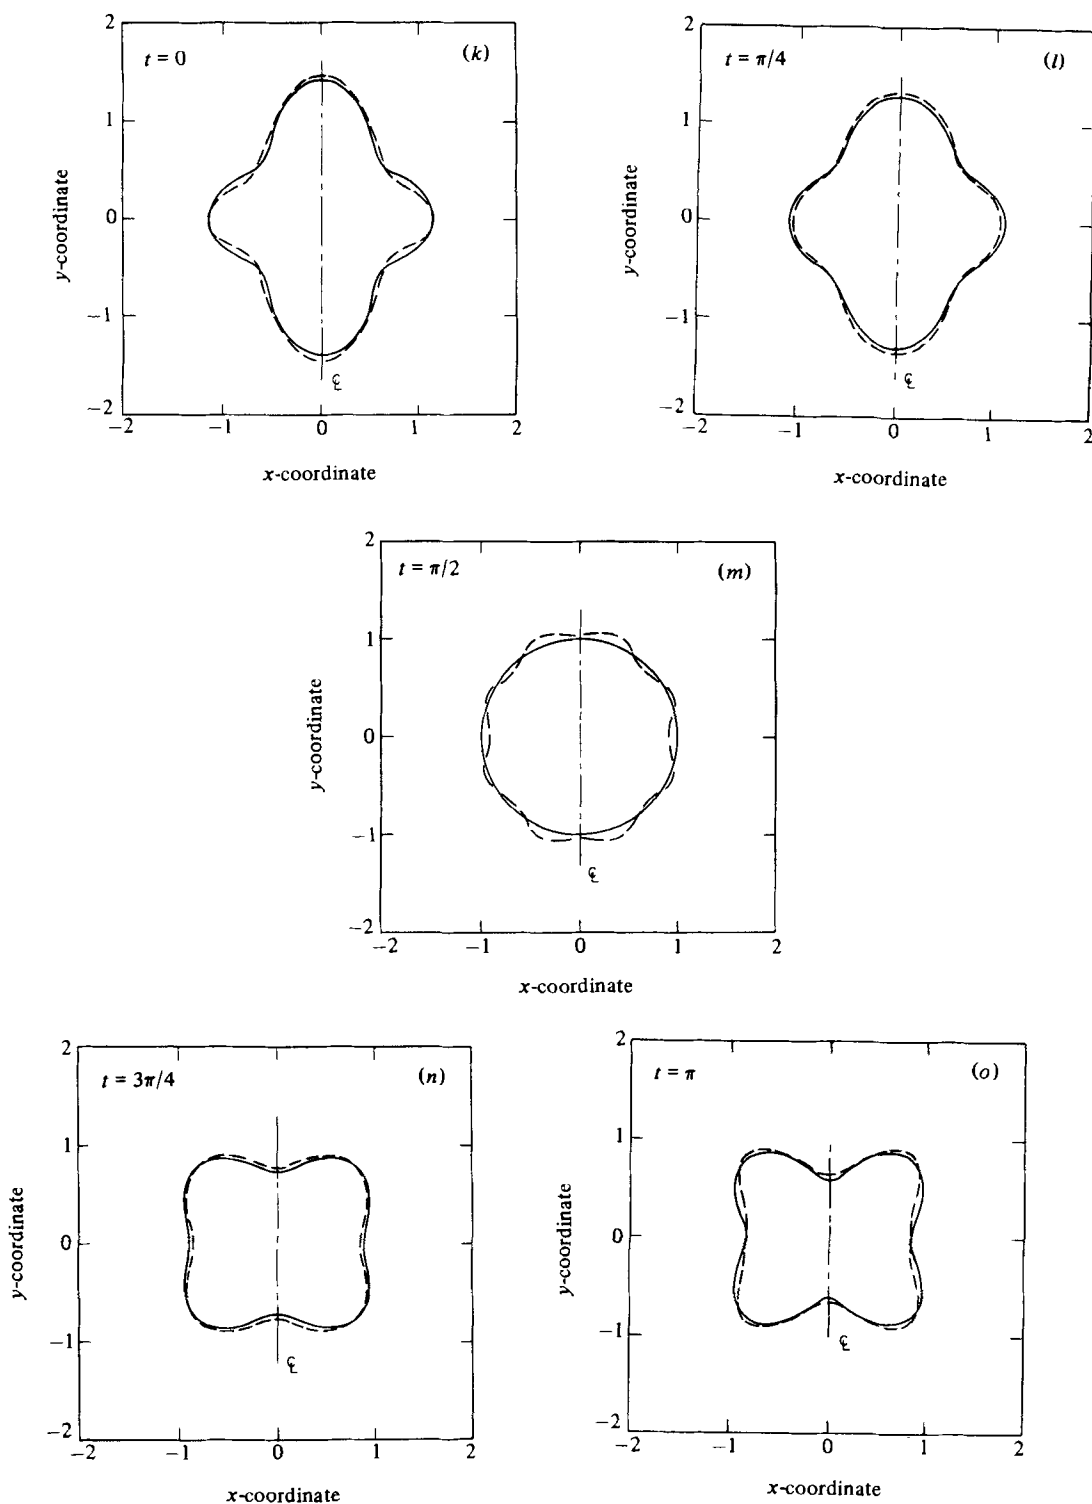 2
t = 0
(k)
1
0
−1
−2
−2
−1
0
1
2
y-coordinate
x-coordinate
℄
2
t = π/4
(l)
1
0
−1
−2
−2
−1
0
1
2
y-coordinate
x-coordinate
℄
2
t = π/2
(m)
1
0
−1
−2
−2
−1
0
1
2
y-coordinate
x-coordinate
℄
2
t = 3π/4
(n)
1
0
−1
−2
−2
−1
0
1
2
y-coordinate
x-coordinate
℄
2
t = π
(o)
1
0
−1
−2
−2
−1
0
1
2
y-coordinate
x-coordinate
℄